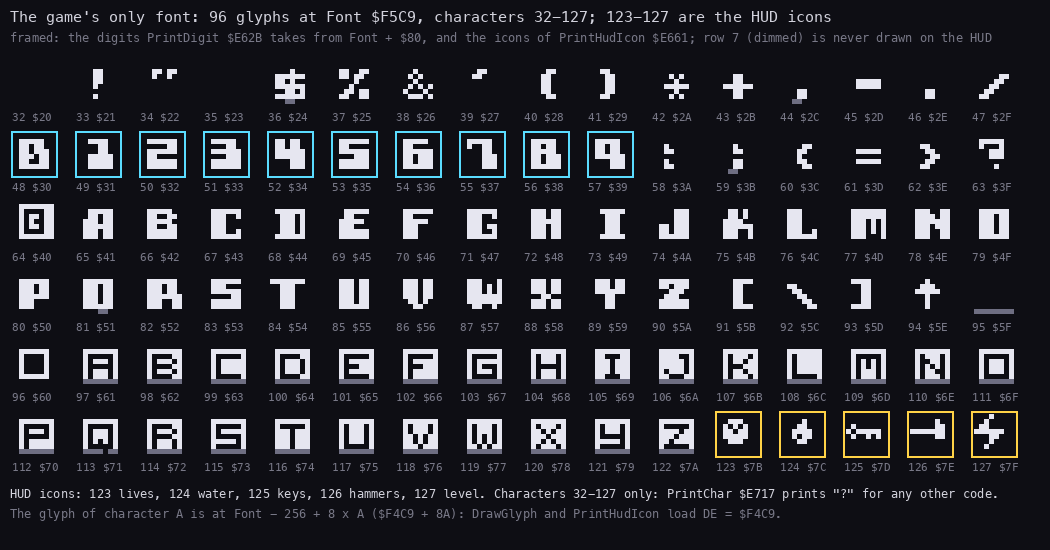 The game's only font: 96 glyphs at Font $F5C9, characters 32–127; 123–127 are the HUD icons
framed: the digits PrintDigit $E62B takes from Font + $80, and the icons of PrintHudIcon $E661; row 7 (dimmed) is never drawn on the HUD
! " $ % & ' ( ) * + , - . /
32 $20 33 $21 34 $22 35 $23 36 $24 37 $25 38 $26 39 $27 40 $28 41 $29 42 $2A 43 $2B 44 $2C 45 $2D 46 $2E 47 $2F
0 1 2 3 4 5 6 7 8 9 : ; < = > ?
48 $30 49 $31 50 $32 51 $33 52 $34 53 $35 54 $36 55 $37 56 $38 57 $39 58 $3A 59 $3B 60 $3C 61 $3D 62 $3E 63 $3F
@ A B C D E F G H I J K L M N O
64 $40 65 $41 66 $42 67 $43 68 $44 69 $45 70 $46 71 $47 72 $48 73 $49 74 $4A 75 $4B 76 $4C 77 $4D 78 $4E 79 $4F
P Q R S T U V W X Y Z [ \ ] ↑ _
80 $50 81 $51 82 $52 83 $53 84 $54 85 $55 86 $56 87 $57 88 $58 89 $59 90 $5A 91 $5B 92 $5C 93 $5D 94 $5E 95 $5F
A B C D E F G H I J K L M N O
96 $60 97 $61 98 $62 99 $63 100 $64 101 $65 102 $66 103 $67 104 $68 105 $69 106 $6A 107 $6B 108 $6C 109 $6D 110 $6E 111 $6F
P Q R S T U V W X Y Z
112 $70 113 $71 114 $72 115 $73 116 $74 117 $75 118 $76 119 $77 120 $78 121 $79 122 $7A 123 $7B 124 $7C 125 $7D 126 $7E 127 $7F
HUD icons: 123 lives, 124 water, 125 keys, 126 hammers, 127 level. Characters 32–127 only: PrintChar $E717 prints "?" for any other code.
The glyph of character A is at Font − 256 + 8 x A ($F4C9 + 8A): DrawGlyph and PrintHudIcon load DE = $F4C9.